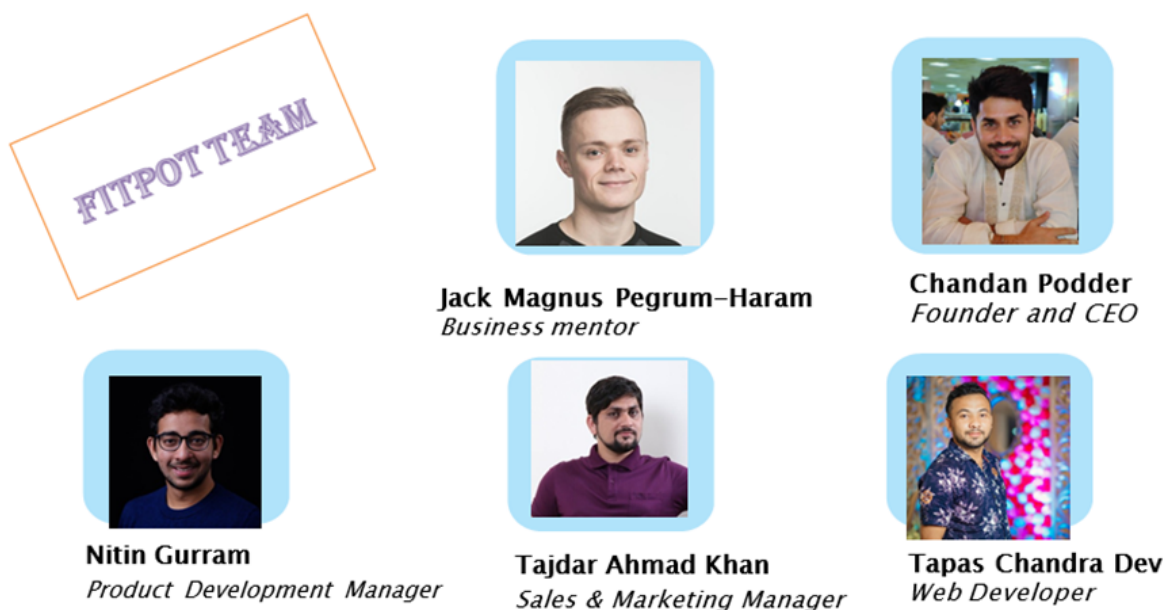 FITPOT TEAM
Jack Magnus Pegrum-Haram
Business mentor
Chandan Podder
Founder and CEO
Nitin Gurram
Product Development Manager
Tajdar Ahmad Khan
Sales & Marketing Manager
Tapas Chandra Dev
Web Developer